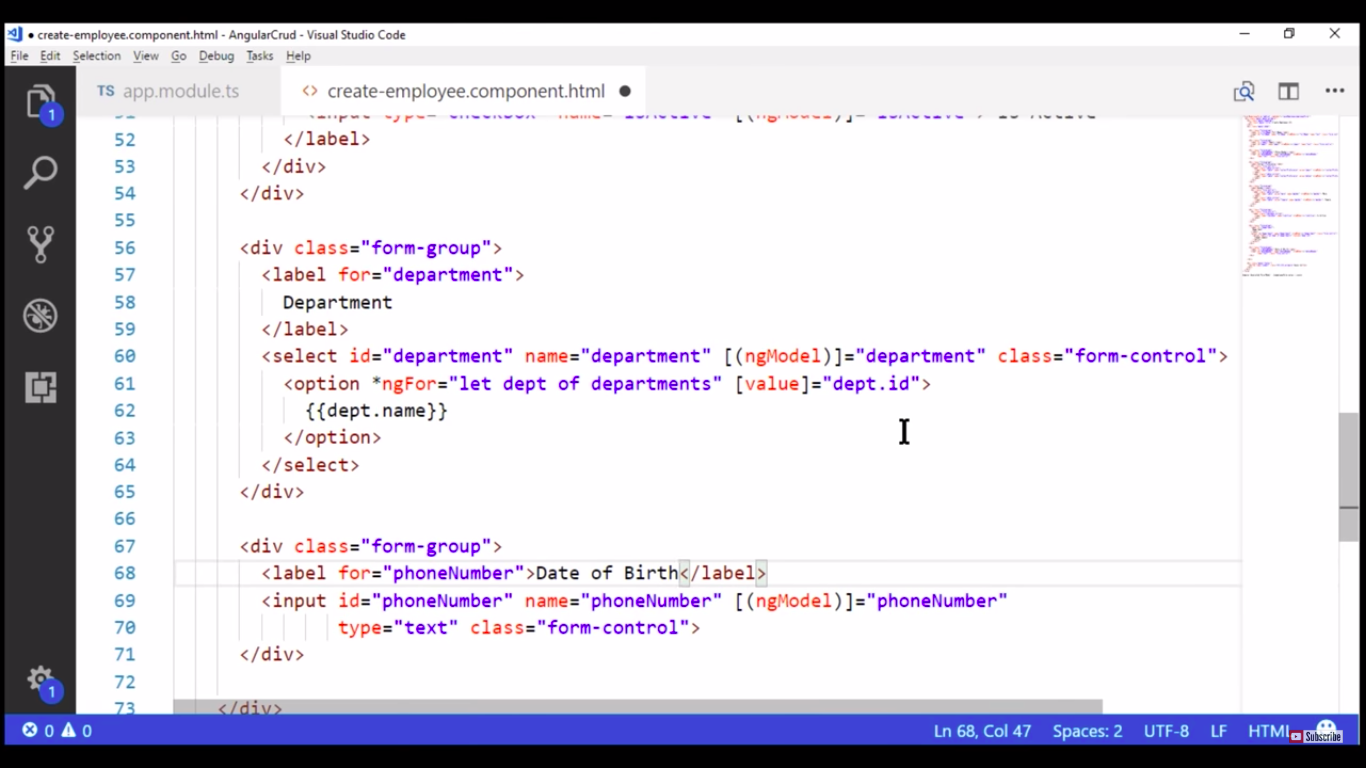 create-employee.component.html - AngularCrud - Visual Studio Code
File Edit Selection View Go Debug Tasks Help
TS app.module.ts <> create-employee.component.html
1
52 </label>
53 </div>
54 </div>
55
56 <div class="form-group">
57 <label for="department">
58 Department
59 </label>
60 <select id="department" name="department" [(ngModel)]="department" class="form-control">
61 <option *ngFor="let dept of departments" [value]="dept.id">
62 {{dept.name}}
63 </option>
64 </select>
65 </div>
66
67 <div class="form-group">
68 <label for="phoneNumber">Date of Birth</label>
69 <input id="phoneNumber" name="phoneNumber" [(ngModel)]="phoneNumber"
70 type="text" class="form-control">
71 </div>
72
1
73 </div>
0 0 Ln 68, Col 47 Spaces: 2 UTF-8 LF HTML
Subscribe